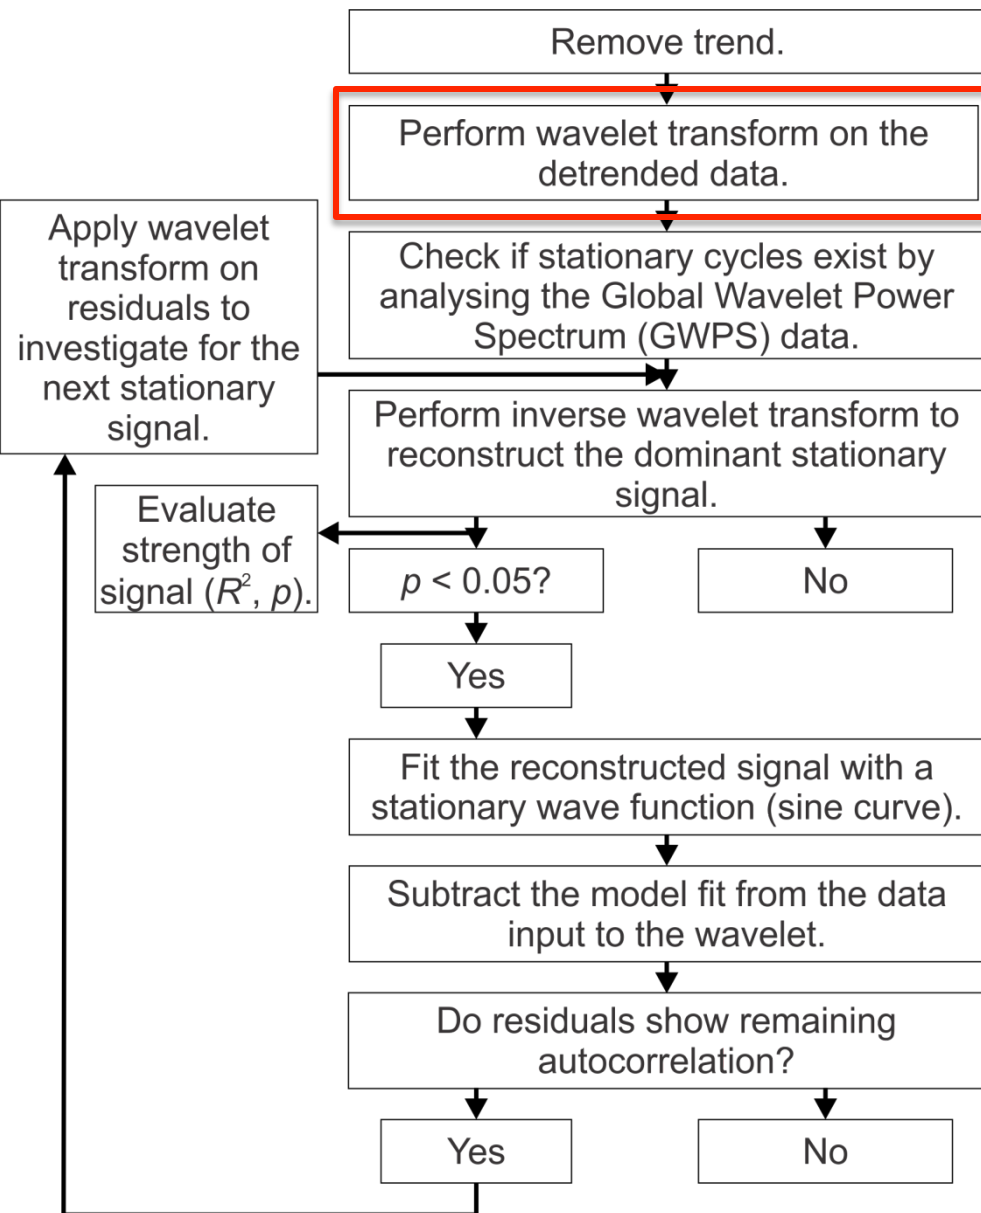 Remove trend.
Perform wavelet transform on the
detrended data.
Apply wavelet
transform on
residuals to
investigate for the
next stationary
signal.
Check if stationary cycles exist by
analysing the Global Wavelet Power
Spectrum (GWPS) data.
Perform inverse wavelet transform to
reconstruct the dominant stationary
signal.
Evaluate
strength of
signal (R², p).
p < 0.05?
No
Yes
Fit the reconstructed signal with a
stationary wave function (sine curve).
Subtract the model fit from the data
input to the wavelet.
Do residuals show remaining
autocorrelation?
Yes
No